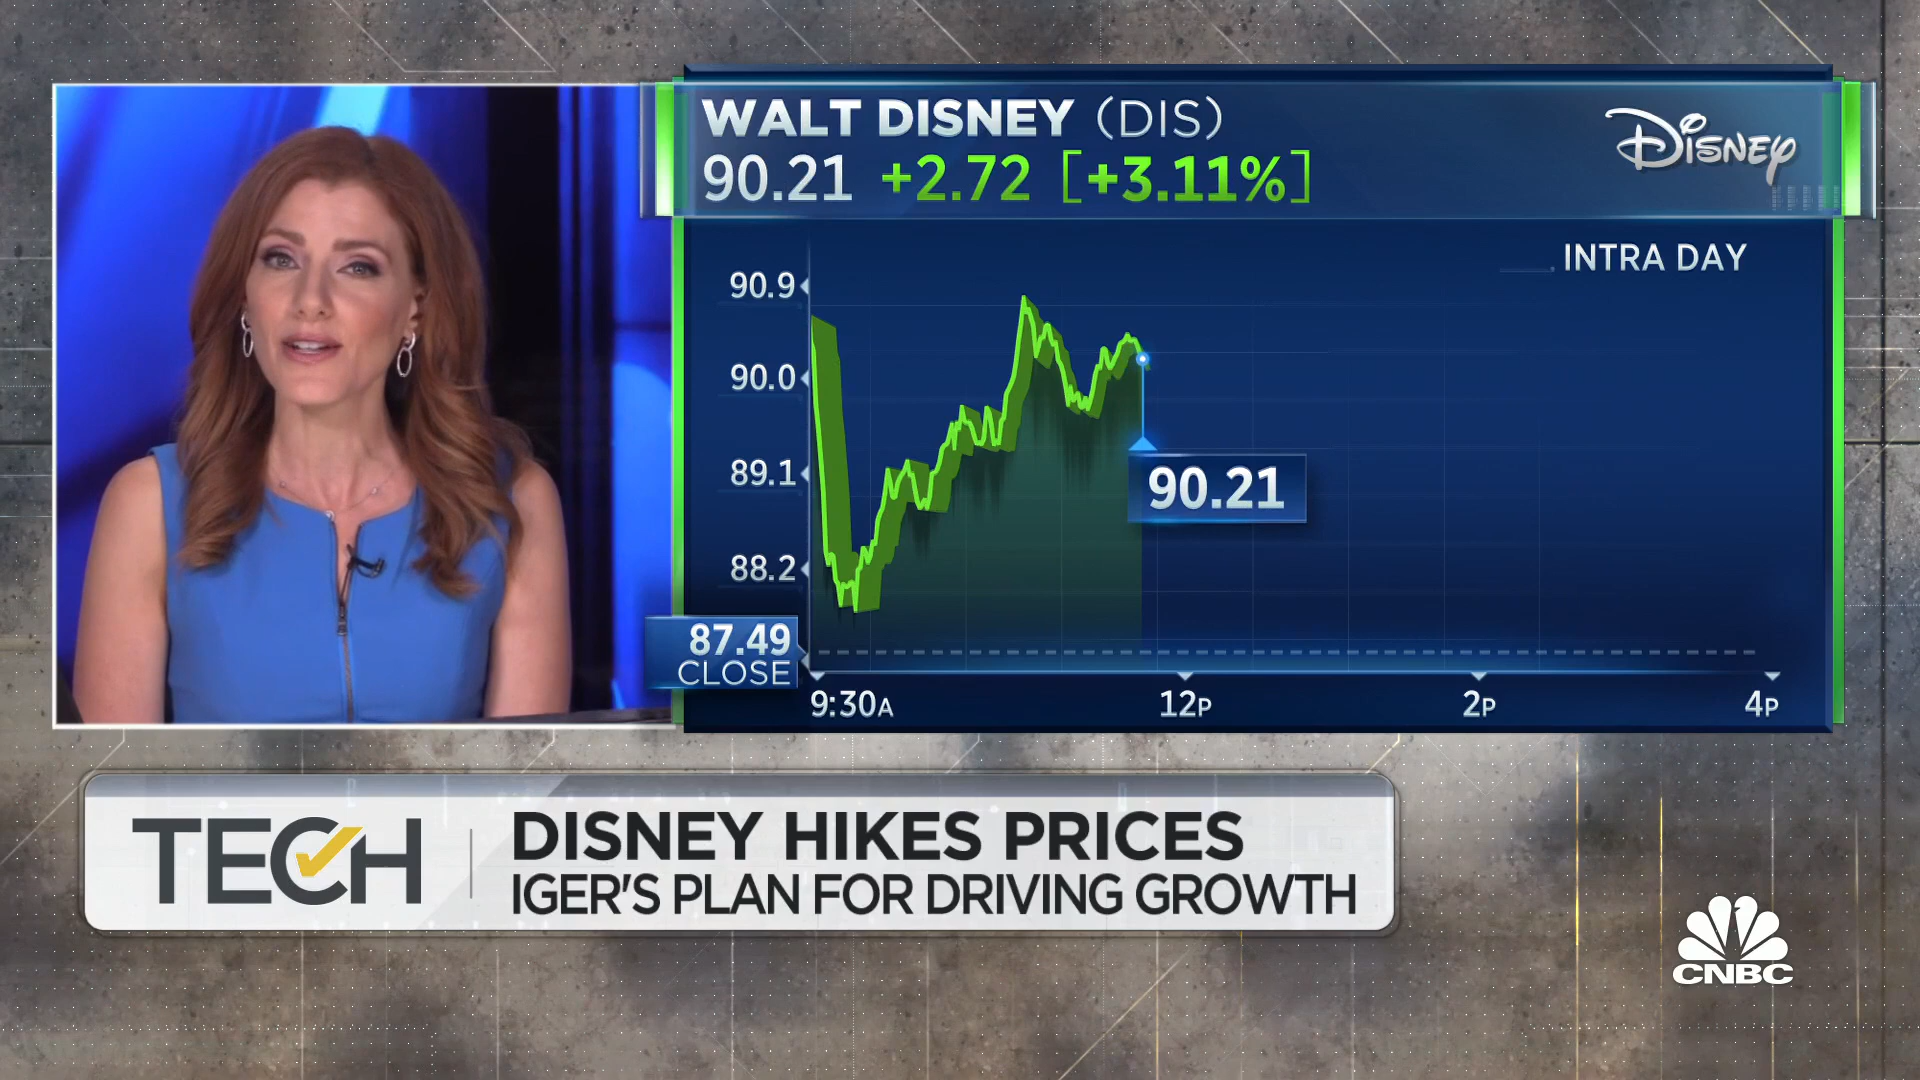 WALT DISNEY (DIS)
90.21 +2.72 [+3.11%]
DISNEY
INTRA DAY
90.9
90.0
89.1
88.2
90.21
87.49
CLOSE
9:30A 12P 2P 4P
TECH
DISNEY HIKES PRICES
IGER'S PLAN FOR DRIVING GROWTH
CNBC